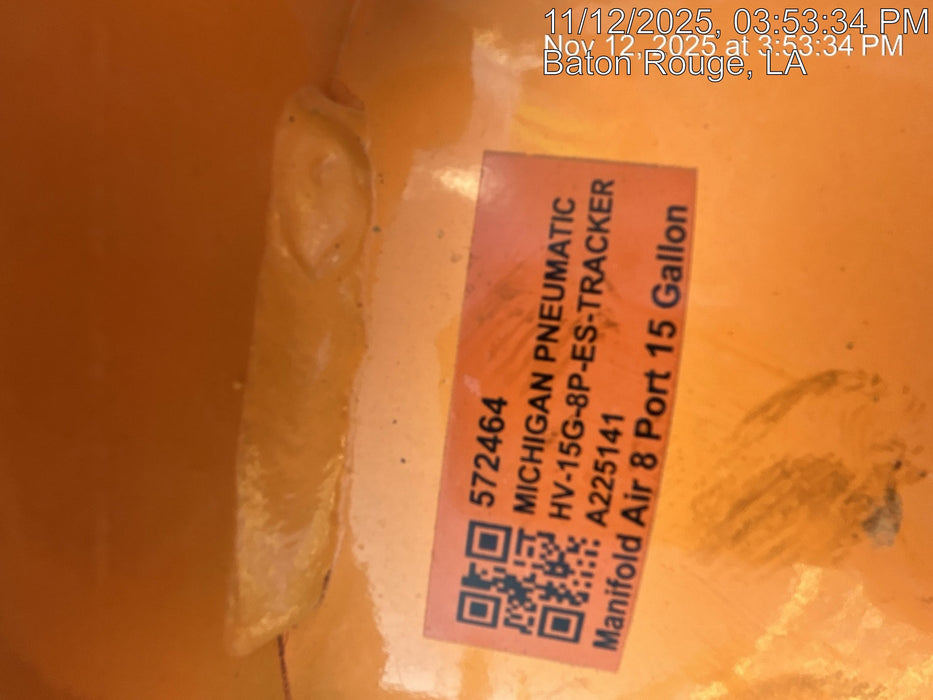 11/12/2025, 03:53:34 PM
Nov 12, 2025 at 3:53:34 PM
Baton Rouge, LA
572464
MICHIGAN PNEUMATIC
HV-15G-8P-ES-TRACKER
A225141
Manifold Air 8 Port 15 Gallon